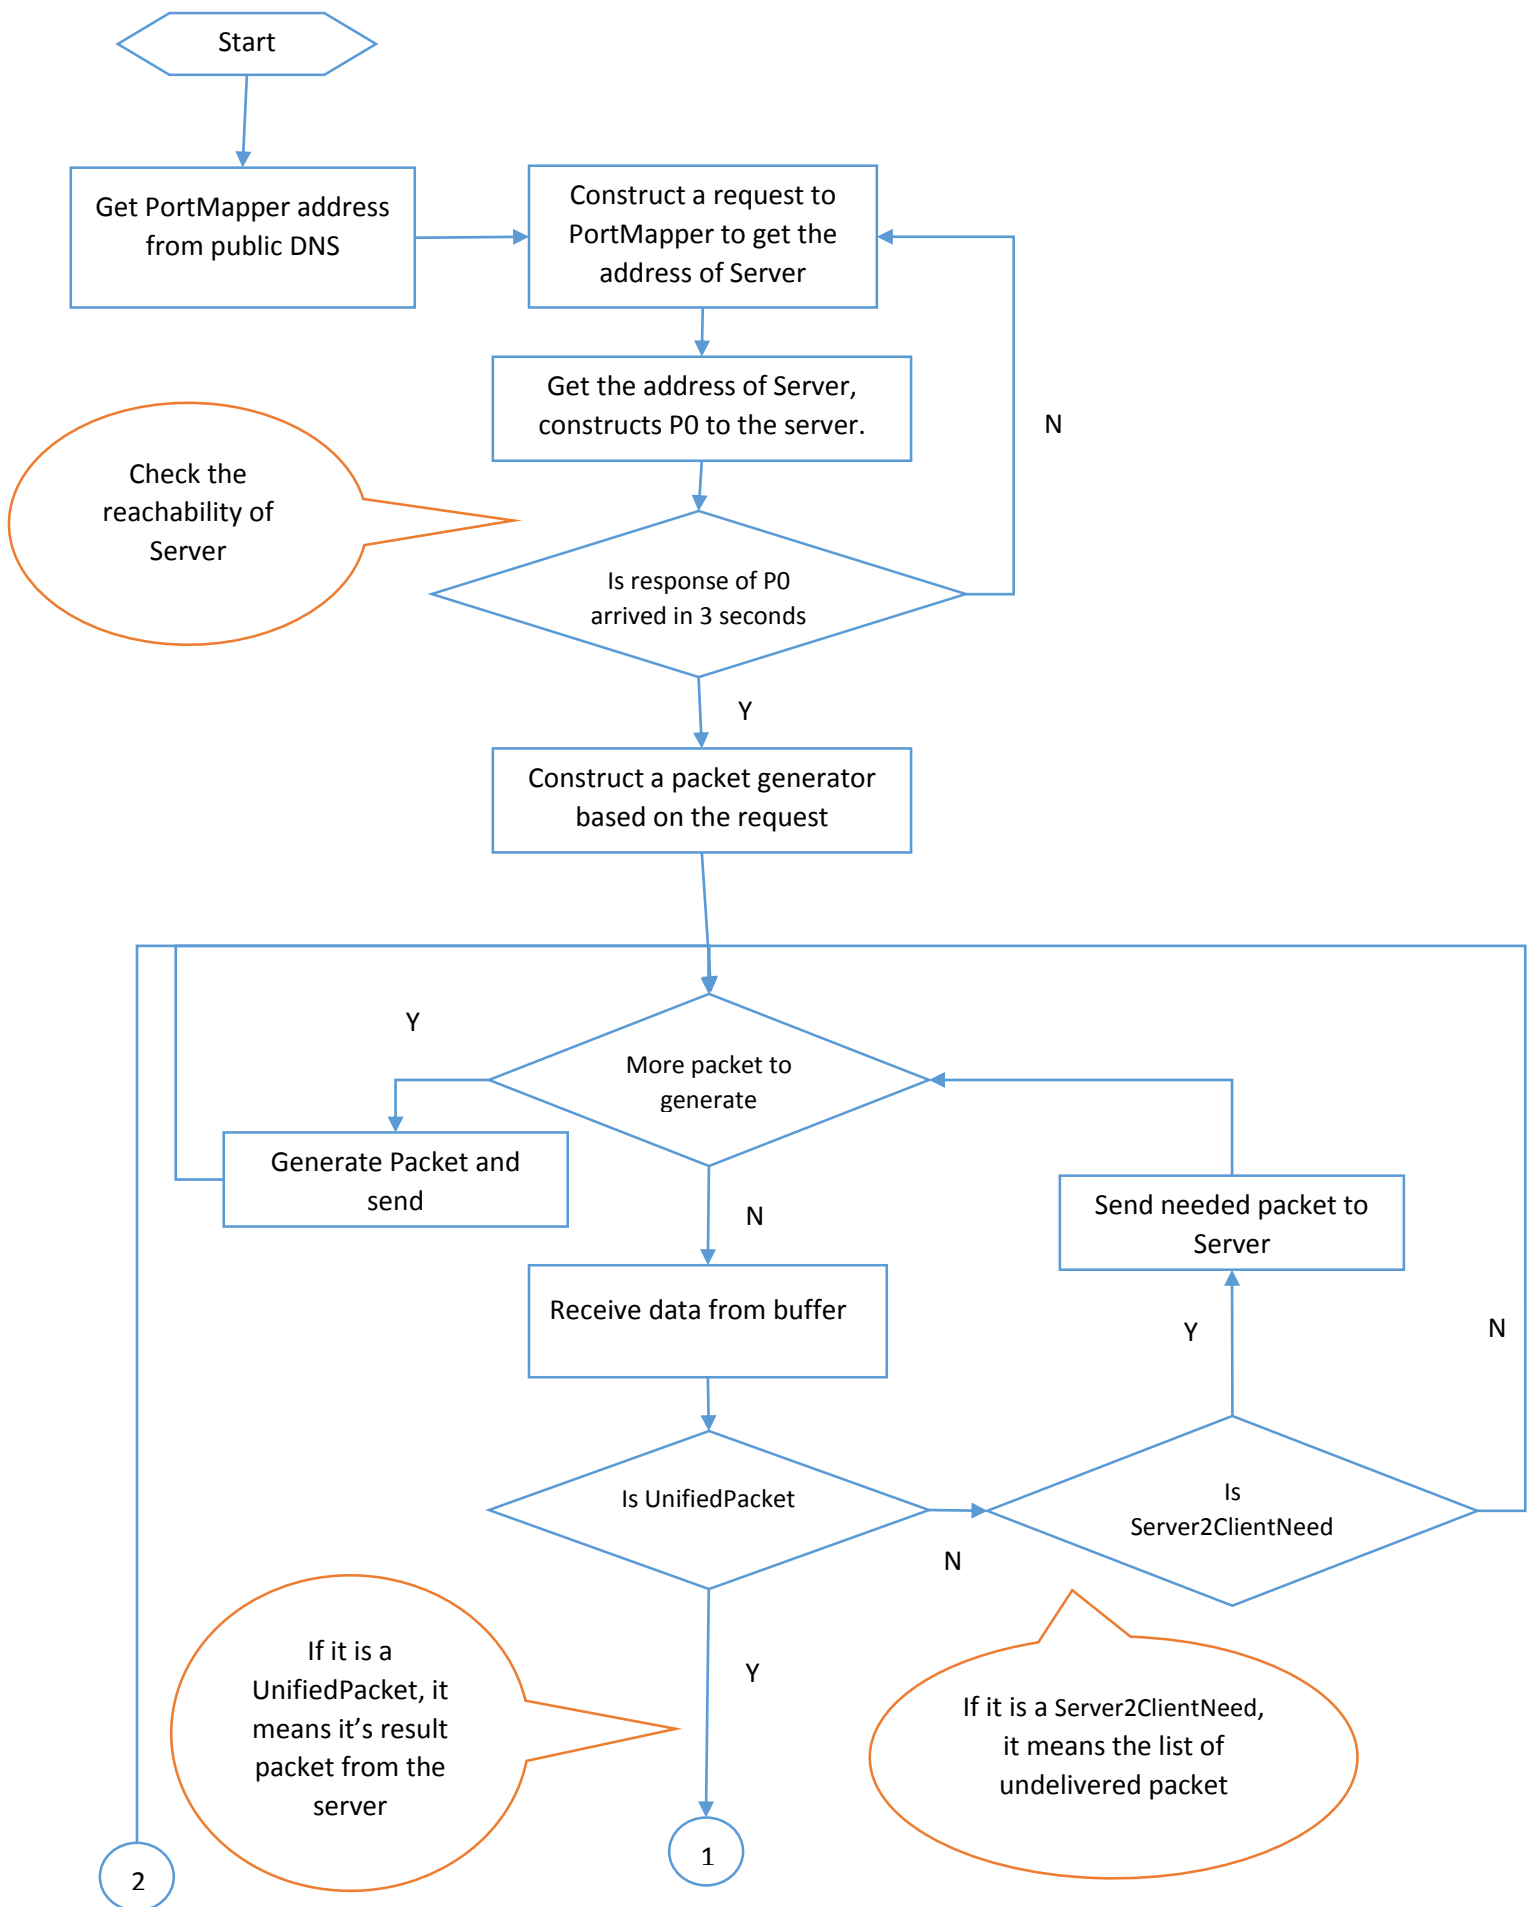 Start
Get PortMapper address
from public DNS
Construct a request to
PortMapper to get the
address of Server
Get the address of Server,
constructs P0 to the server.
N
Check the
reachability of
Server
Is response of P0
arrived in 3 seconds
Y
Construct a packet generator
based on the request
Y
More packet to
generate
Generate Packet and
send
N
Send needed packet to
Server
Receive data from buffer
Y
N
Is UnifiedPacket
Is
Server2ClientNeed
N
If it is a
UnifiedPacket, it
means it’s result
packet from the
server
Y
If it is a Server2ClientNeed,
it means the list of
undelivered packet
1
2